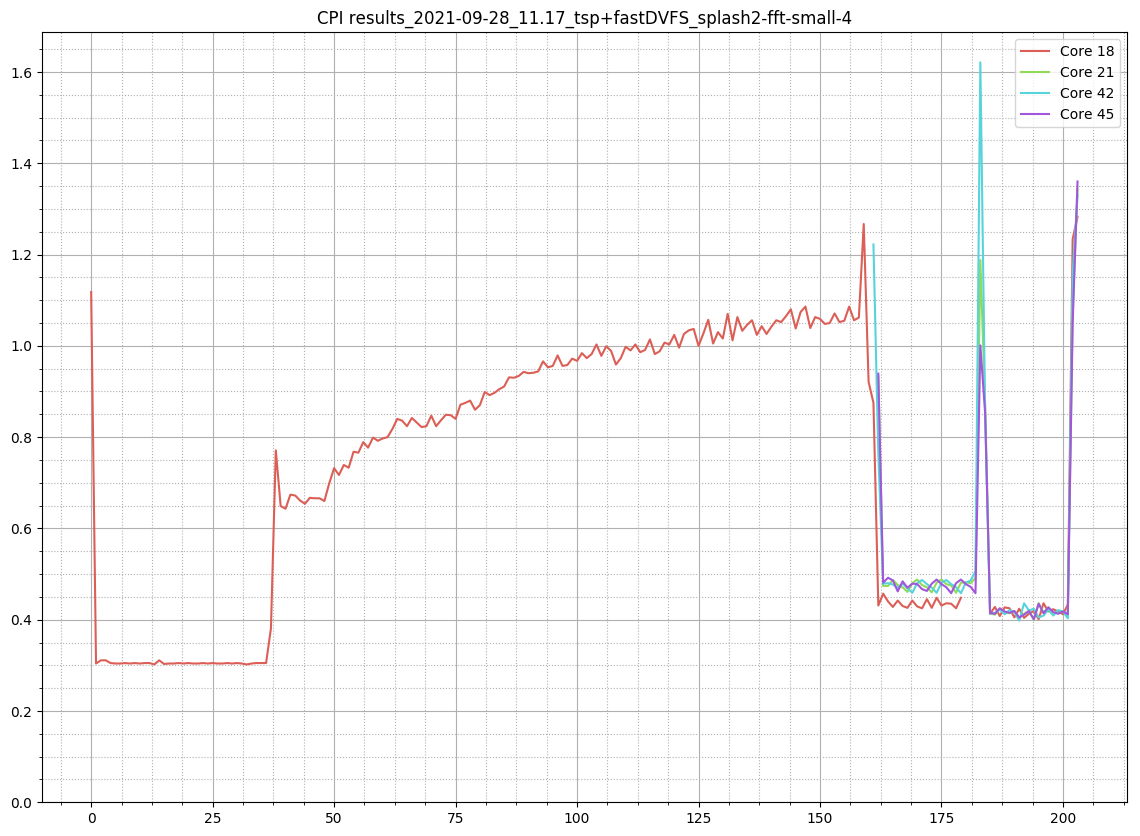 CPI results_2021-09-28_11.17_tsp+fastDVFS_splash2-fft-small-4
Core 18
Core 21
Core 42
Core 45
1.6
1.4
1.2
1.0
0.8
0.6
0.4
0.2
0.0
0 25 50 75 100 125 150 175 200